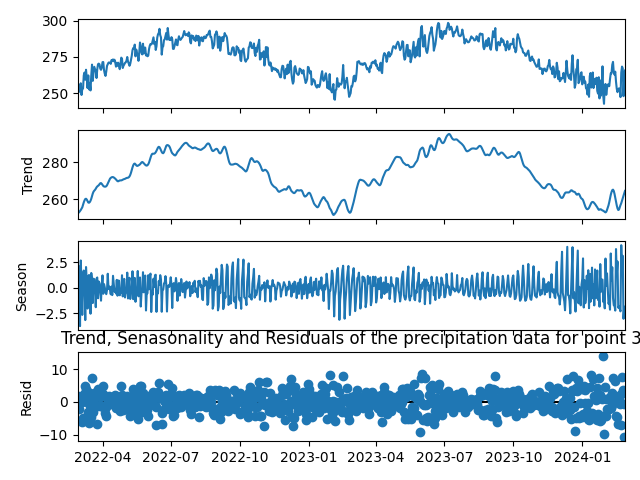 300
275
250
280
260
Trend
2.5
0.0
−2.5
Season
Trend, Senasonality and Residuals of the precipitation data for point 3
10
0
−10
Resid
2022-04 2022-07 2022-10 2023-01 2023-04 2023-07 2023-10 2024-01